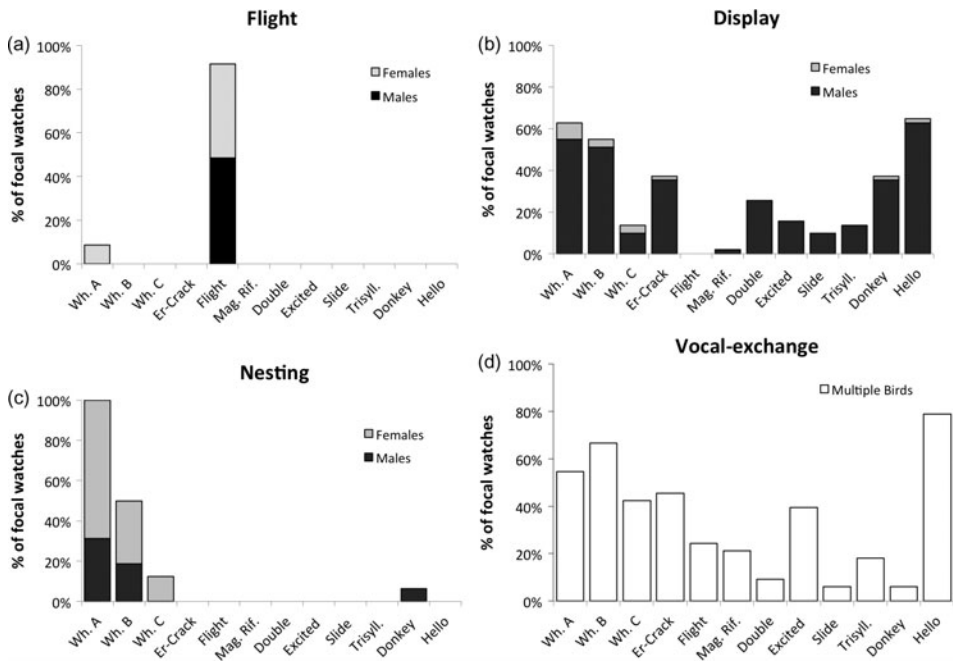 Flight
(a)
% of focal watches
100%
80%
60%
40%
20%
0%
Females
Males
Wh. A
Wh. B
Wh. C
Er-Crack
Flight
Mag. Rif.
Double
Excited
Slide
Trisyll.
Donkey
Hello
Display
(b)
% of focal watches
100%
80%
60%
40%
20%
0%
Females
Males
Wh. A
Wh. B
Wh. C
Er-Crack
Flight
Mag. Rif.
Double
Excited
Slide
Trisyll.
Donkey
Hello
Nesting
(c)
% of focal watches
100%
80%
60%
40%
20%
0%
Females
Males
Wh. A
Wh. B
Wh. C
Er-Crack
Flight
Mag. Rif.
Double
Excited
Slide
Trisyll.
Donkey
Hello
Vocal-exchange
(d)
% of focal watches
80%
60%
40%
20%
0%
Multiple Birds
Wh. A
Wh. B
Wh. C
Er-Crack
Flight
Mag. Rif.
Double
Excited
Slide
Trisyll.
Donkey
Hello